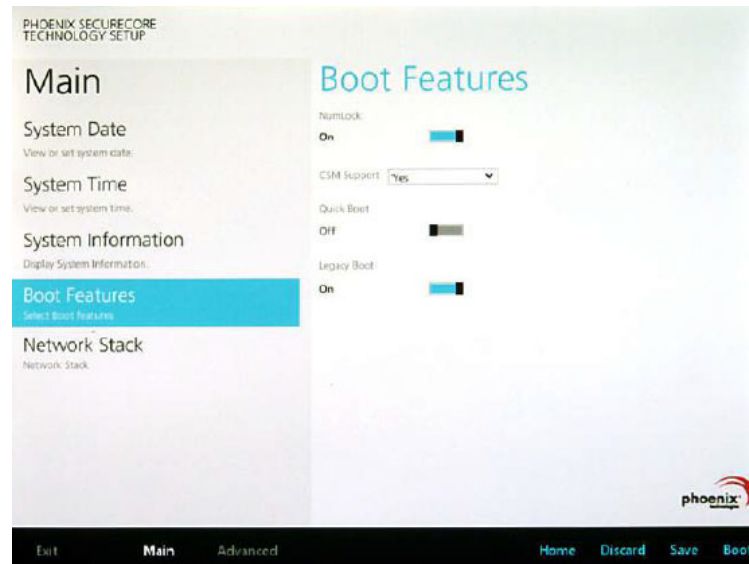 PHOENIX SECURECORE
TECHNOLOGY SETUP
Main
System Date
View or set system date.
System Time
View or set system time.
System Information
Display System Information.
Boot Features
Select Boot features
Network Stack
Network Stack
Boot Features
NumLock:
On
CSM Support Yes
Quick Boot
Off
Legacy Boot
On
phoenix
technologies
Exit Main Advanced Home Discard Save Boo